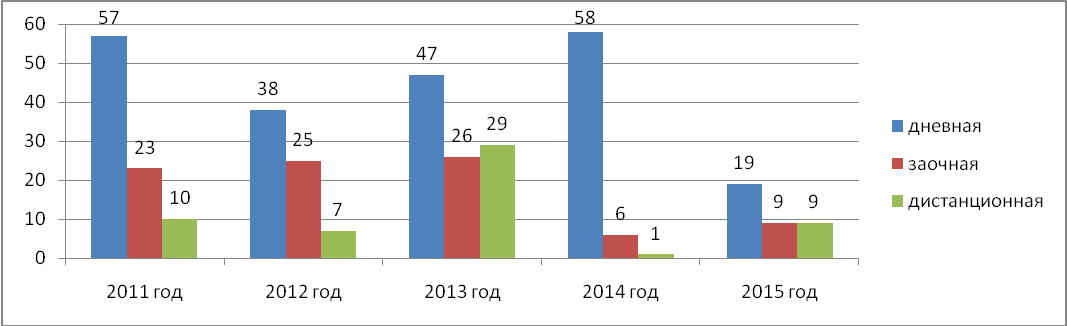 60
50
40
30
20
10
0
57
23
10
38
25
7
47
26
29
58
6
1
19
9
9
2011 год
2012 год
2013 год
2014 год
2015 год
дневная
заочная
дистанционная